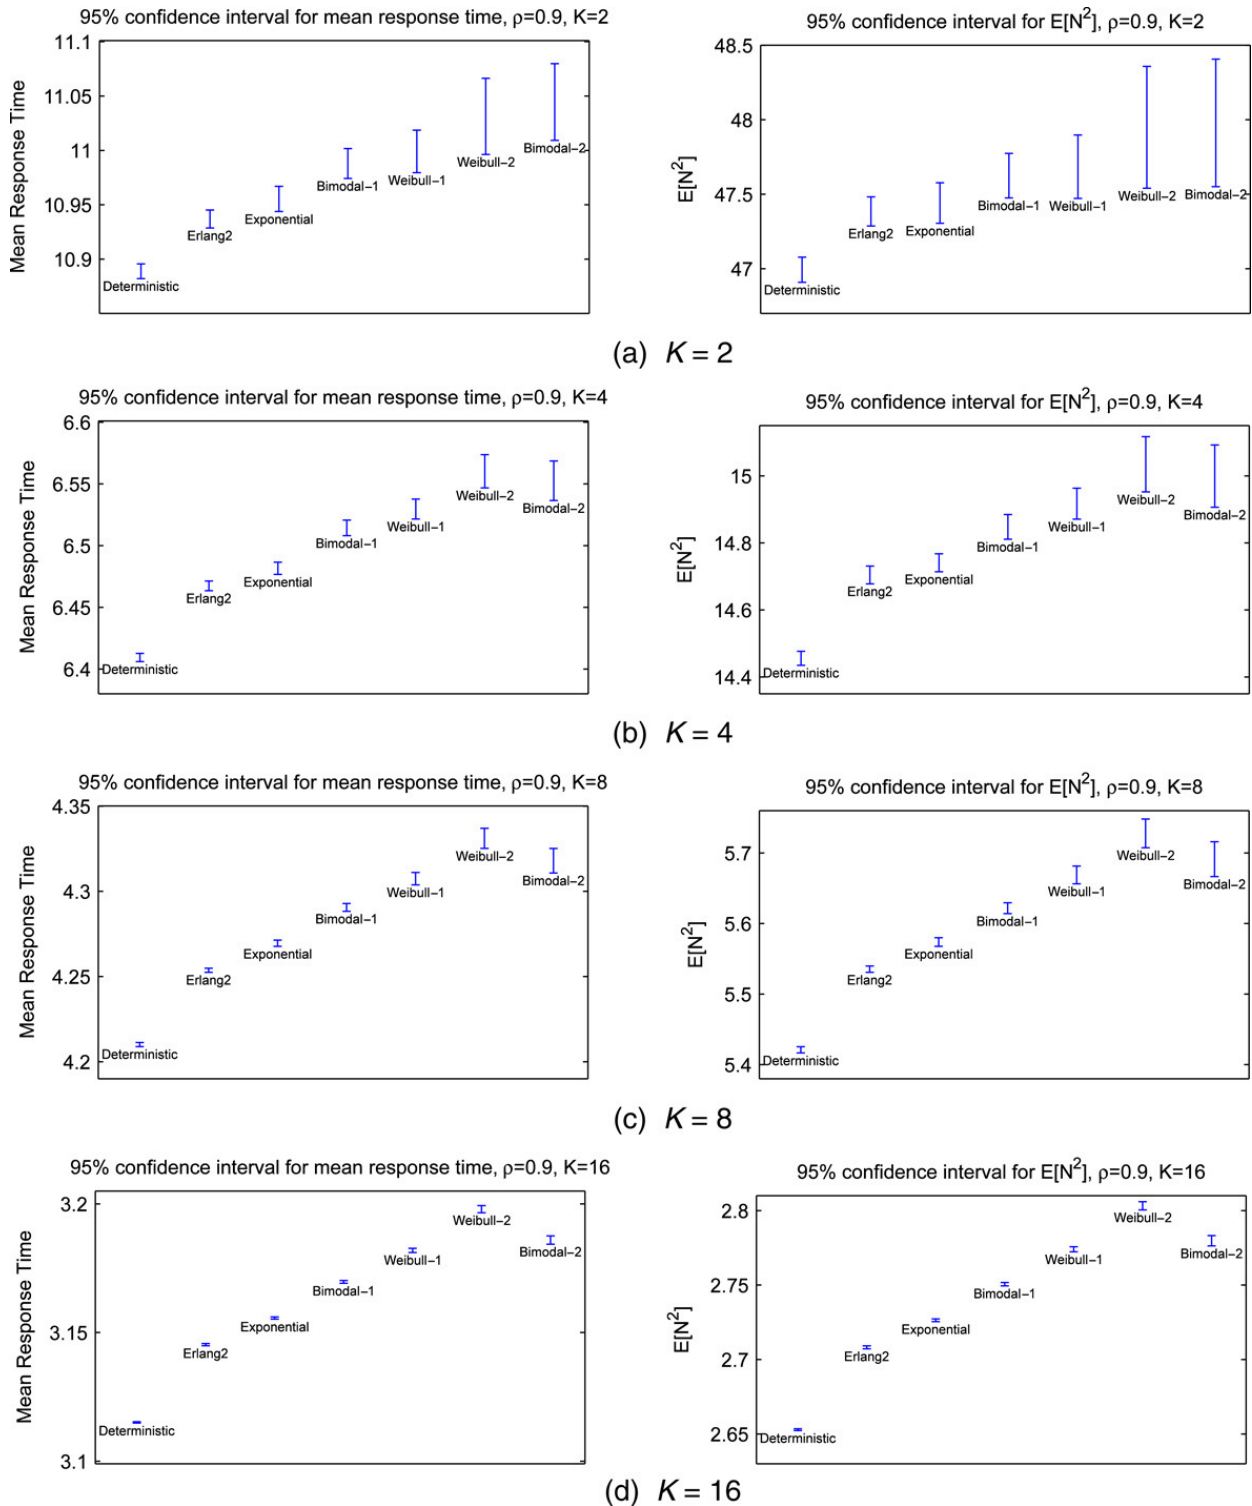 95% confidence interval for mean response time, ρ=0.9, K=2
11.1
11.05
11
10.95
10.9
Mean Response Time
Deterministic
Erlang2
Exponential
Bimodal−1
Weibull−1
Weibull−2
Bimodal−2
95% confidence interval for E[N²], ρ=0.9, K=2
48.5
48
47.5
47
E[N²]
Deterministic
Erlang2
Exponential
Bimodal−1
Weibull−1
Weibull−2
Bimodal−2
(a) K = 2
95% confidence interval for mean response time, ρ=0.9, K=4
6.6
6.55
6.5
6.45
6.4
Mean Response Time
Deterministic
Erlang2
Exponential
Bimodal−1
Weibull−1
Weibull−2
Bimodal−2
95% confidence interval for E[N²], ρ=0.9, K=4
15
14.8
14.6
14.4
E[N²]
Deterministic
Erlang2
Exponential
Bimodal−1
Weibull−1
Weibull−2
Bimodal−2
(b) K = 4
95% confidence interval for mean response time, ρ=0.9, K=8
4.35
4.3
4.25
4.2
Mean Response Time
Deterministic
Erlang2
Exponential
Bimodal−1
Weibull−1
Weibull−2
Bimodal−2
95% confidence interval for E[N²], ρ=0.9, K=8
5.7
5.6
5.5
5.4
E[N²]
Deterministic
Erlang2
Exponential
Bimodal−1
Weibull−1
Weibull−2
Bimodal−2
(c) K = 8
95% confidence interval for mean response time, ρ=0.9, K=16
3.2
3.15
3.1
Mean Response Time
Deterministic
Erlang2
Exponential
Bimodal−1
Weibull−1
Weibull−2
Bimodal−2
95% confidence interval for E[N²], ρ=0.9, K=16
2.8
2.75
2.7
2.65
E[N²]
Deterministic
Erlang2
Exponential
Bimodal−1
Weibull−1
Weibull−2
Bimodal−2
(d) K = 16